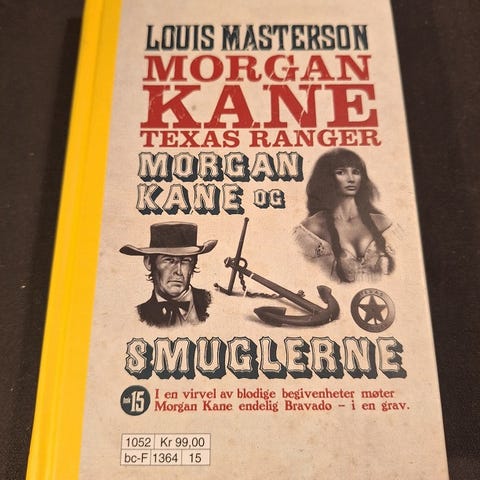 LOUIS MASTERSON
MORGAN
KANE
TEXAS RANGER
MORGAN
KANE OG
SMUGLERNE
bok 15
I en virvel av blodige begivenheter møter
Morgan Kane endelig Bravado – i en grav.
1052 Kr 99,00
bc-F 1364 15